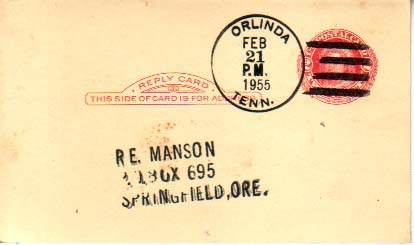 ORLINDA
FEB
21
P.M.
1955
TENN.
REPLY CARD
THIS SIDE OF CARD IS FOR
R E. MANSON
BOX 695
SPRINGFIELD, ORE.